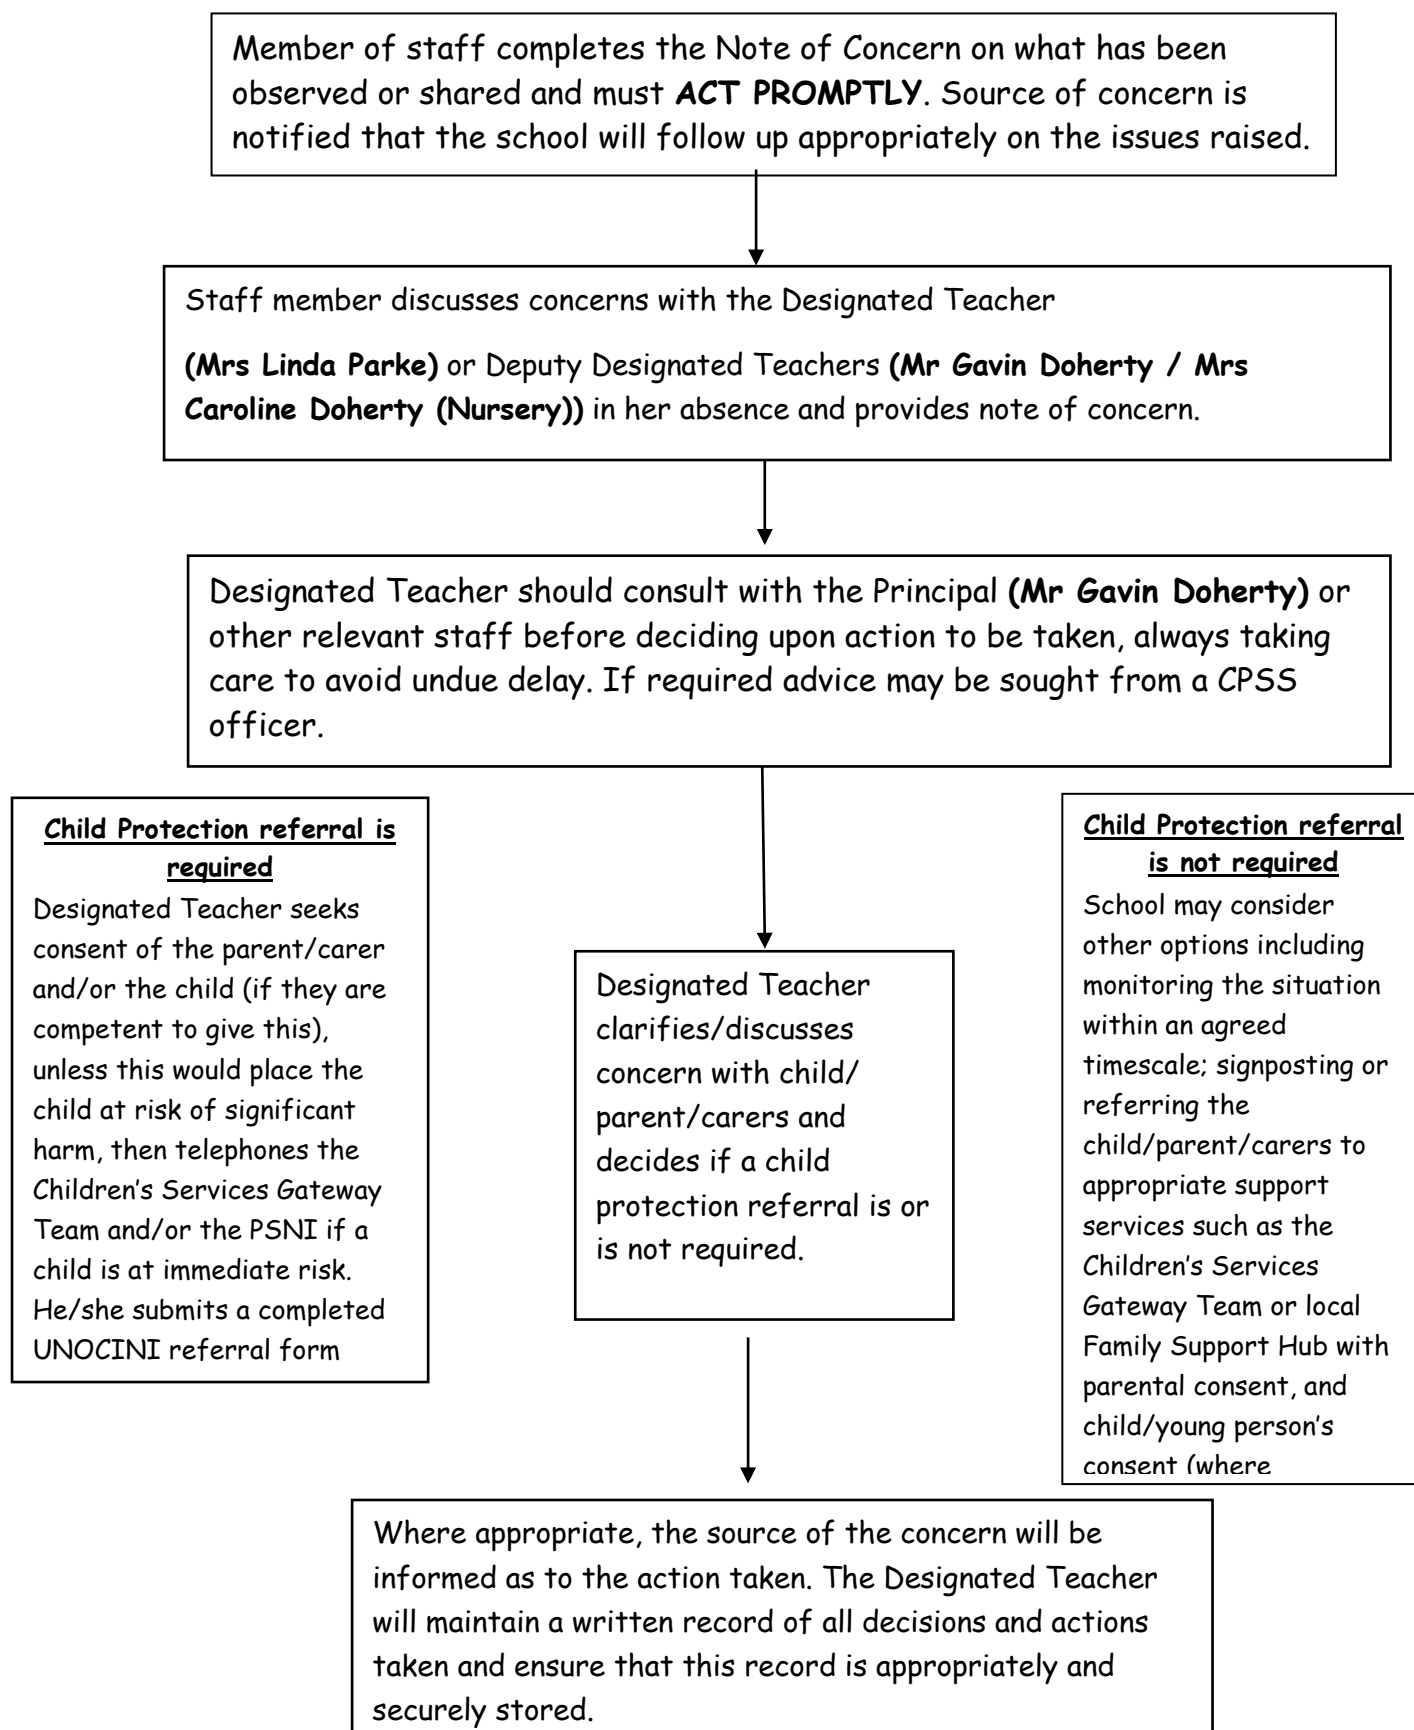 Member of staff completes the Note of Concern on what has been
observed or shared and must ACT PROMPTLY. Source of concern is
notified that the school will follow up appropriately on the issues raised.
Staff member discusses concerns with the Designated Teacher
(Mrs Linda Parke) or Deputy Designated Teachers (Mr Gavin Doherty / Mrs
Caroline Doherty (Nursery)) in her absence and provides note of concern.
Designated Teacher should consult with the Principal (Mr Gavin Doherty) or
other relevant staff before deciding upon action to be taken, always taking
care to avoid undue delay. If required advice may be sought from a CPSS
officer.
Child Protection referral is
required
Designated Teacher seeks
consent of the parent/carer
and/or the child (if they are
competent to give this),
unless this would place the
child at risk of significant
harm, then telephones the
Children's Services Gateway
Team and/or the PSNI if a
child is at immediate risk.
He/she submits a completed
UNOCINI referral form
Designated Teacher
clarifies/discusses
concern with child/
parent/carers and
decides if a child
protection referral is or
is not required.
Child Protection referral
is not required
School may consider
other options including
monitoring the situation
within an agreed
timescale; signposting or
referring the
child/parent/carers to
appropriate support
services such as the
Children's Services
Gateway Team or local
Family Support Hub with
parental consent, and
child/young person's
consent (where
Where appropriate, the source of the concern will be
informed as to the action taken. The Designated Teacher
will maintain a written record of all decisions and actions
taken and ensure that this record is appropriately and
securely stored.